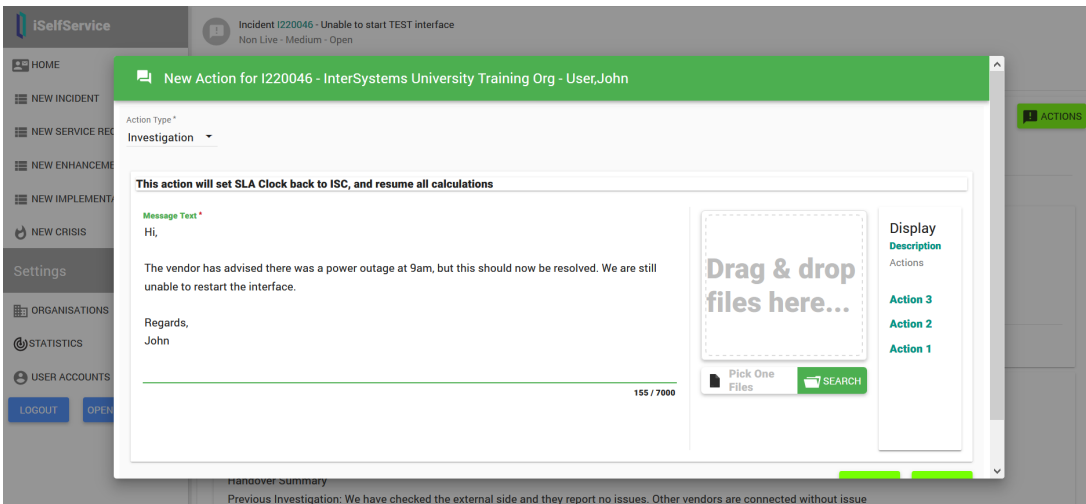 iSelfService
Incident I220046 - Unable to start TEST interface
Non Live - Medium - Open
HOME
NEW INCIDENT
NEW SERVICE REC
NEW ENHANCEME
NEW IMPLEMENTA
NEW CRISIS
Settings
ORGANISATIONS
STATISTICS
USER ACCOUNTS
LOGOUT
OPEN
New Action for I220046 - InterSystems University Training Org - User,John
ACTIONS
Action Type*
Investigation
This action will set SLA Clock back to ISC, and resume all calculations
Message Text *
Hi,
The vendor has advised there was a power outage at 9am, but this should now be resolved. We are still
unable to restart the interface.
Regards,
John
155 / 7000
Drag & drop
files here...
Pick One
Files
SEARCH
Display
Description
Actions
Action 3
Action 2
Action 1
Handover Summary
Previous Investigation: We have checked the external side and they report no issues. Other vendors are connected without issue